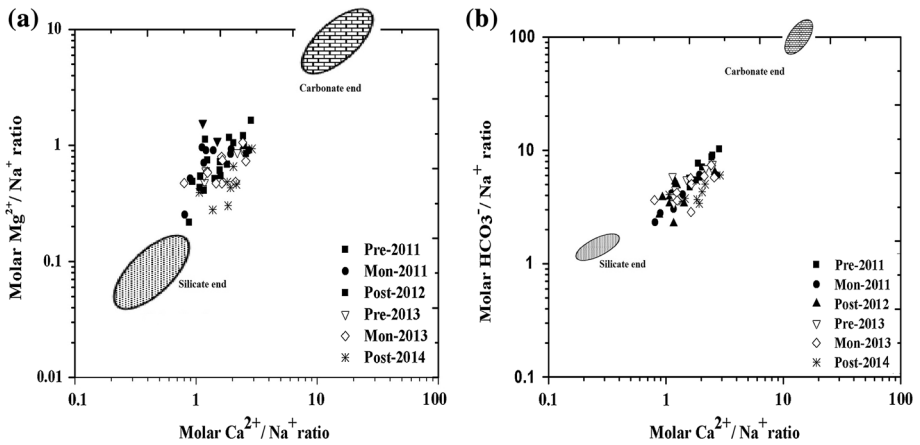 (a)
10
1
0.1
0.01
Molar Mg²⁺/ Na⁺ ratio
Carbonate end
Silicate end
Pre-2011
Mon-2011
Post-2012
Pre-2013
Mon-2013
Post-2014
0.1
1
10
100
Molar Ca²⁺/ Na⁺ratio
(b)
100
10
1
0.1
Molar HCO3⁻/ Na⁺ ratio
Carbonate end
Silicate end
Pre-2011
Mon-2011
Post-2012
Pre-2013
Mon-2013
Post-2014
0.1
1
10
100
Molar Ca²⁺/ Na⁺ratio